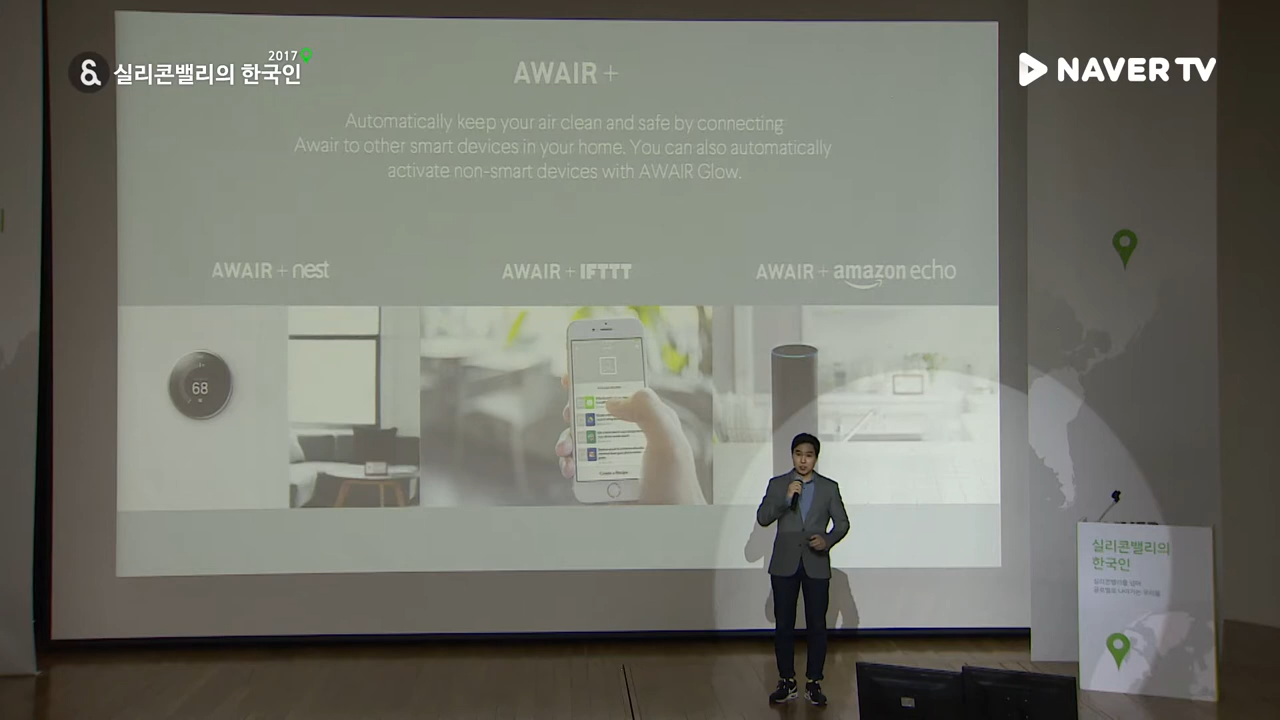 2017
실리콘밸리의 한국인
NAVER TV
AWAIR +
Automatically keep your air clean and safe by connecting
Awair to other smart devices in your home. You can also automatically
activate non-smart devices with AWAIR Glow.
AWAIR + nest
AWAIR + IFTTT
AWAIR + amazon echo
68
실리콘밸리의
한국인